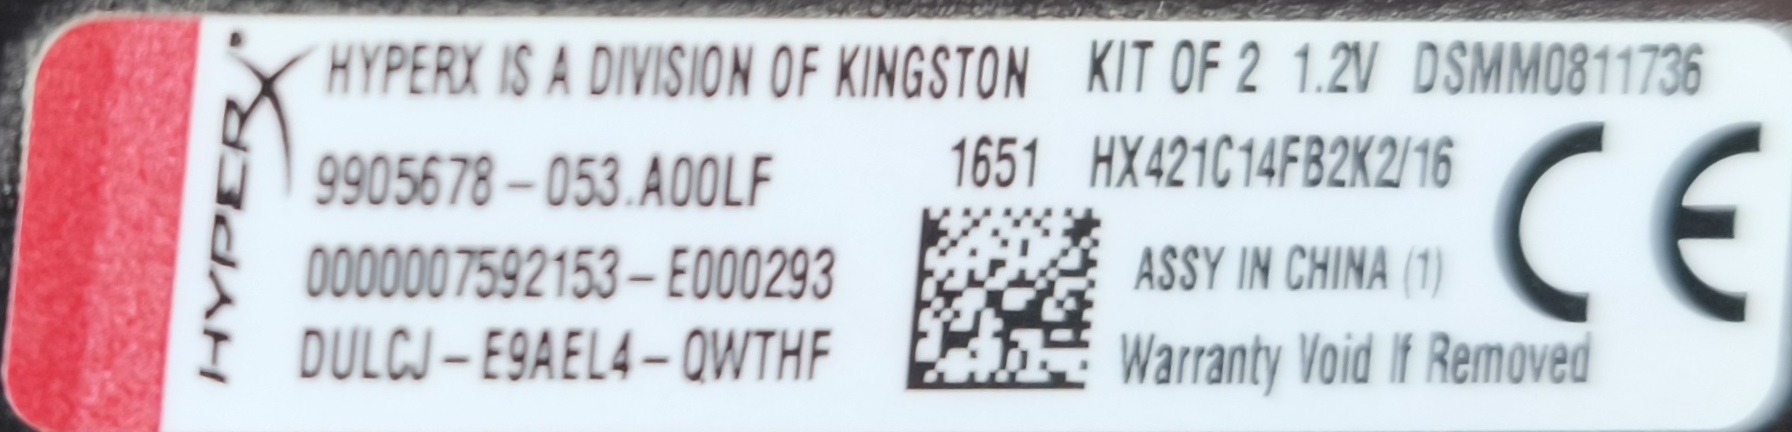 HYPERX
HYPERX IS A DIVISION OF KINGSTON KIT OF 2 1.2V DSMM0811736
9905678-053.A00LF 1651 HX421C14FB2K2/16
0000007592153-E000293 ASSY IN CHINA (1)
DULCJ-E9AEL4-QWTHF Warranty Void If Removed
CE